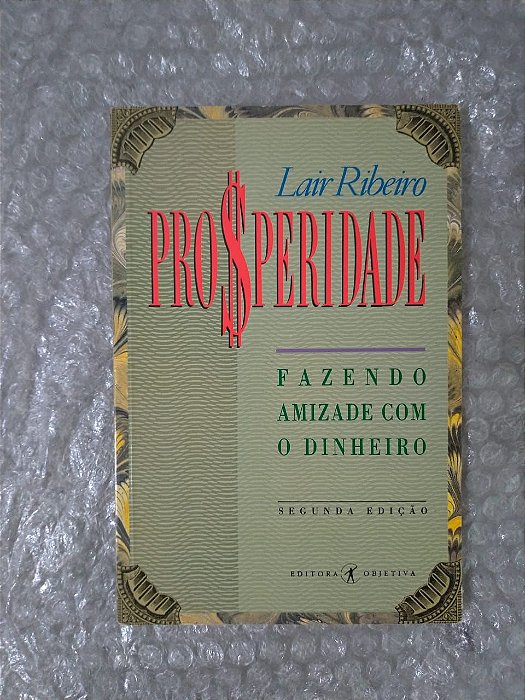 Lair Ribeiro
PRO$PERIDADE
FAZENDO
AMIZADE COM
O DINHEIRO
SEGUNDA EDIÇÃO
EDITORA OBJETIVA